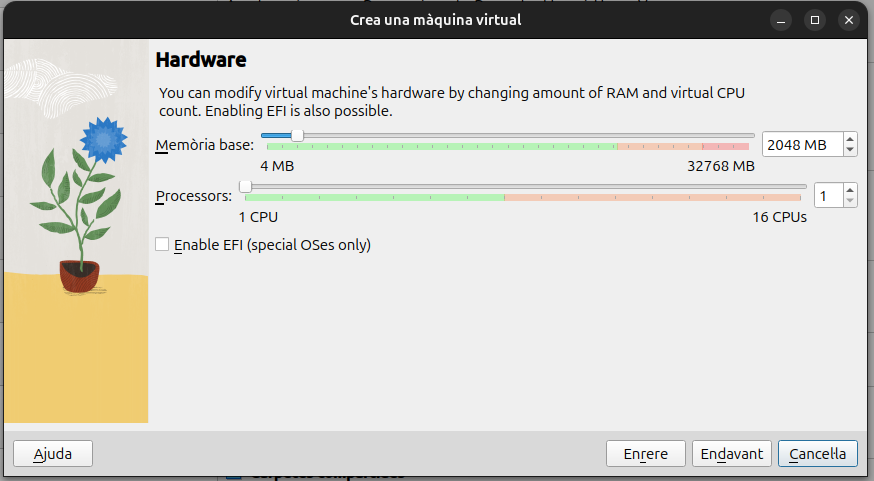 Crea una màquina virtual
Hardware
You can modify virtual machine's hardware by changing amount of RAM and virtual CPU
count. Enabling EFI is also possible.
Memòria base:
2048 MB
4 MB
32768 MB
Processors:
1
1 CPU
16 CPUs
Enable EFI (special OSes only)
Ajuda
Enrere
Endavant
Cancel·la